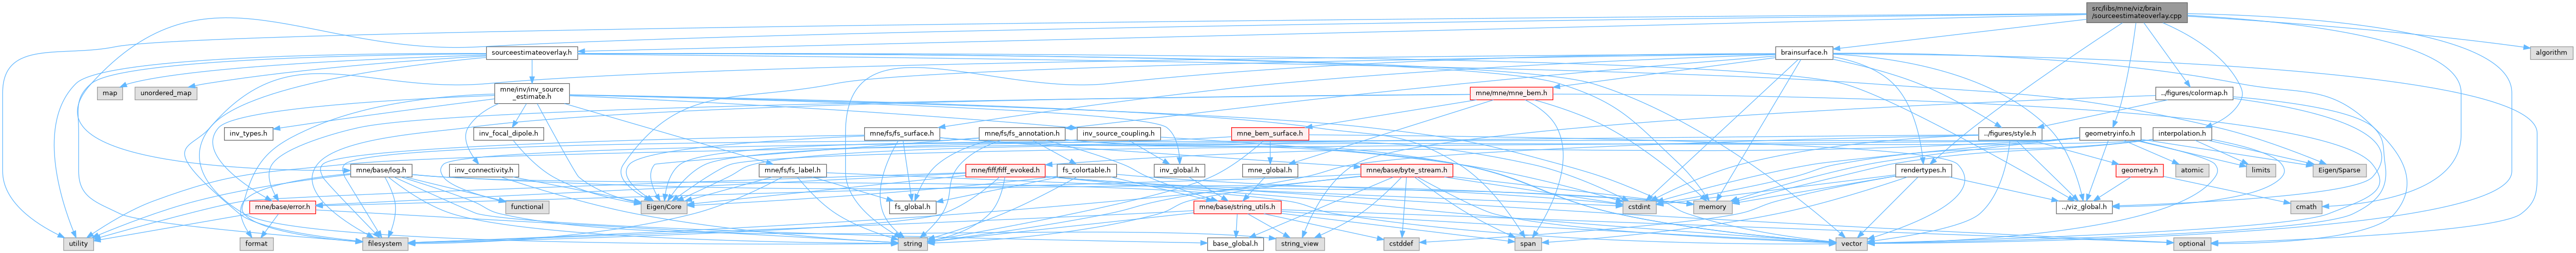 src/libs/mne/viz/brain
/sourceestimateoverlay.cpp
sourceestimateoverlay.h
brainsurface.h
algorithm
map
unordered_map
mne/inv/inv_source
_estimate.h
mne/mne/mne_bem.h
../figures/colormap.h
inv_types.h
inv_focal_dipole.h
mne/fs/fs_surface.h
mne/fs/fs_annotation.h
inv_source_coupling.h
mne_bem_surface.h
../figures/style.h
geometryinfo.h
interpolation.h
mne/base/log.h
inv_connectivity.h
mne/fs/fs_label.h
mne/fiff/fiff_evoked.h
fs_colortable.h
inv_global.h
mne_global.h
mne/base/byte_stream.h
rendertypes.h
geometry.h
atomic
limits
Eigen/Sparse
mne/base/error.h
functional
Eigen/Core
fs_global.h
mne/base/string_utils.h
cstdint
memory
../viz_global.h
cmath
utility
format
filesystem
string
base_global.h
string_view
cstddef
span
vector
optional